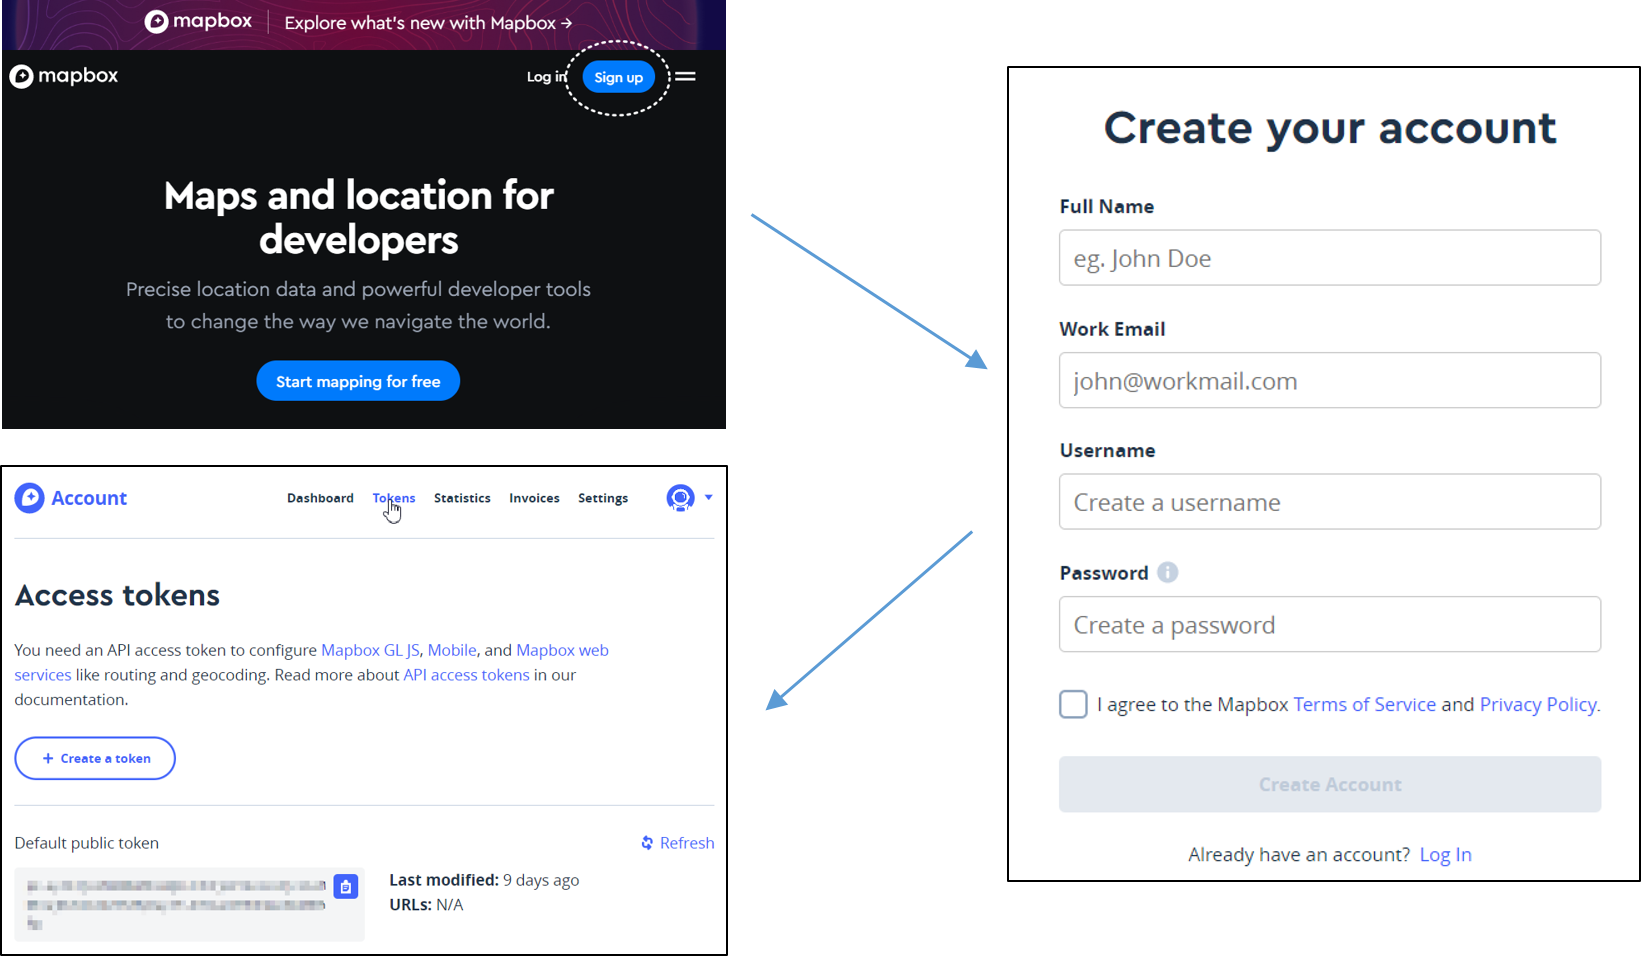 mapbox
Explore what's new with Mapbox →
mapbox
Log in
Sign up
Maps and location for
developers
Precise location data and powerful developer tools
to change the way we navigate the world.
Start mapping for free
Create your account
Full Name
eg. John Doe
Work Email
john@workmail.com
Username
Create a username
Password
Create a password
I agree to the Mapbox Terms of Service and Privacy Policy.
Create Account
Already have an account? Log In
Account
Dashboard
Tokens
Statistics
Invoices
Settings
Access tokens
You need an API access token to configure Mapbox GL JS, Mobile, and Mapbox web
services like routing and geocoding. Read more about API access tokens in our
documentation.
+ Create a token
Default public token
Refresh
Last modified: 9 days ago
URLs: N/A